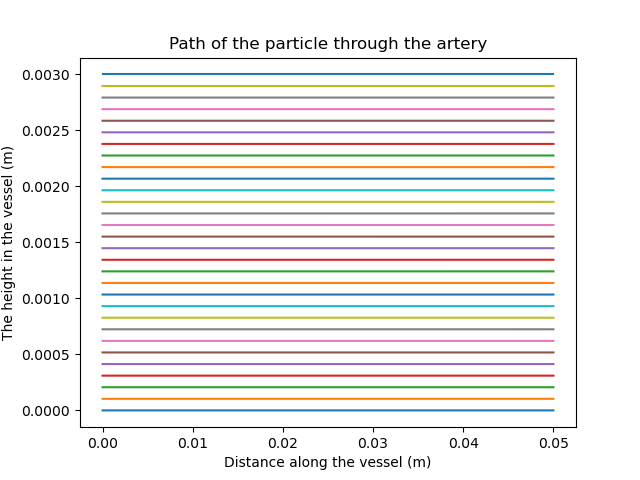 Path of the particle through the artery
0.0030
0.0025
0.0020
0.0015
0.0010
0.0005
0.0000
The height in the vessel (m)
0.00 0.01 0.02 0.03 0.04 0.05
Distance along the vessel (m)